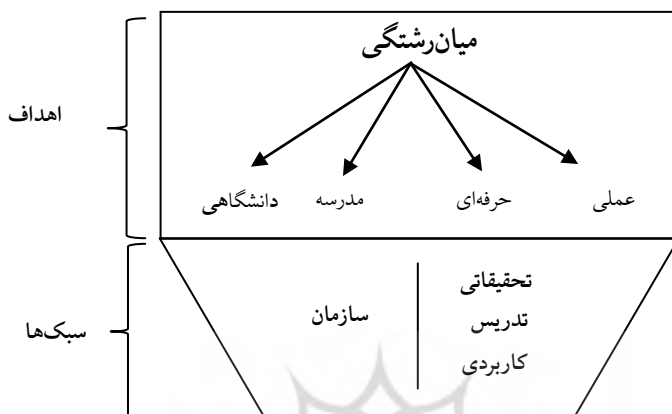 میان‌رشتگی
اهداف
عملی
حرفه‌ای
مدرسه
دانشگاهی
سبک‌ها
تحقیقاتی
تدریس
کاربردی
سازمان